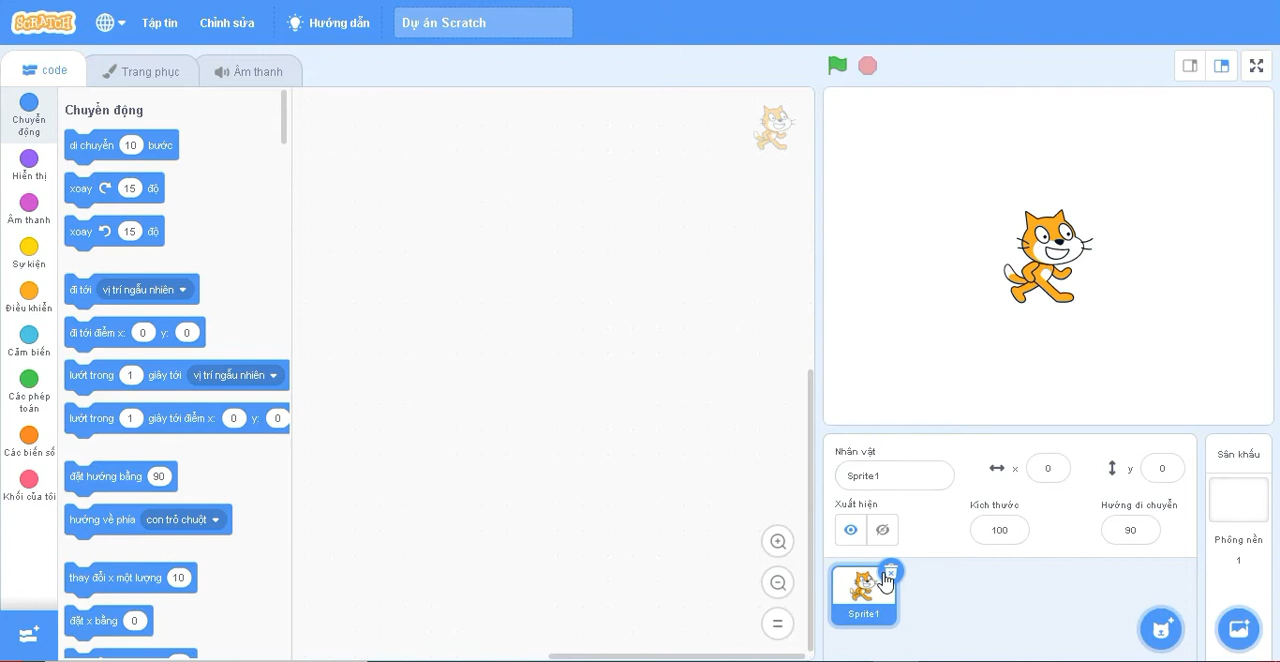 SCRATCH
Tập tin
Chỉnh sửa
Hướng dẫn
Dự án Scratch
code
Trang phục
Âm thanh
Chuyển động
Hiển thị
Âm thanh
Sự kiện
Điều khiển
Cảm biến
Các phép toán
Các biến số
Khối của tôi
Chuyển động
di chuyển 10 bước
xoay 15 độ
xoay 15 độ
đi tới vị trí ngẫu nhiên
đi tới điểm x: 0 y: 0
lướt trong 1 giây tới vị trí ngẫu nhiên
lướt trong 1 giây tới điểm x: 0 y: 0
đặt hướng bằng 90
hướng về phía con trỏ chuột
thay đổi x một lượng 10
đặt x bằng 0
Nhân vật
Sprite1
x 0
y 0
Xuất hiện
Kích thước
100
Hướng di chuyển
90
Sprite1
Sân khấu
Phông nền
1